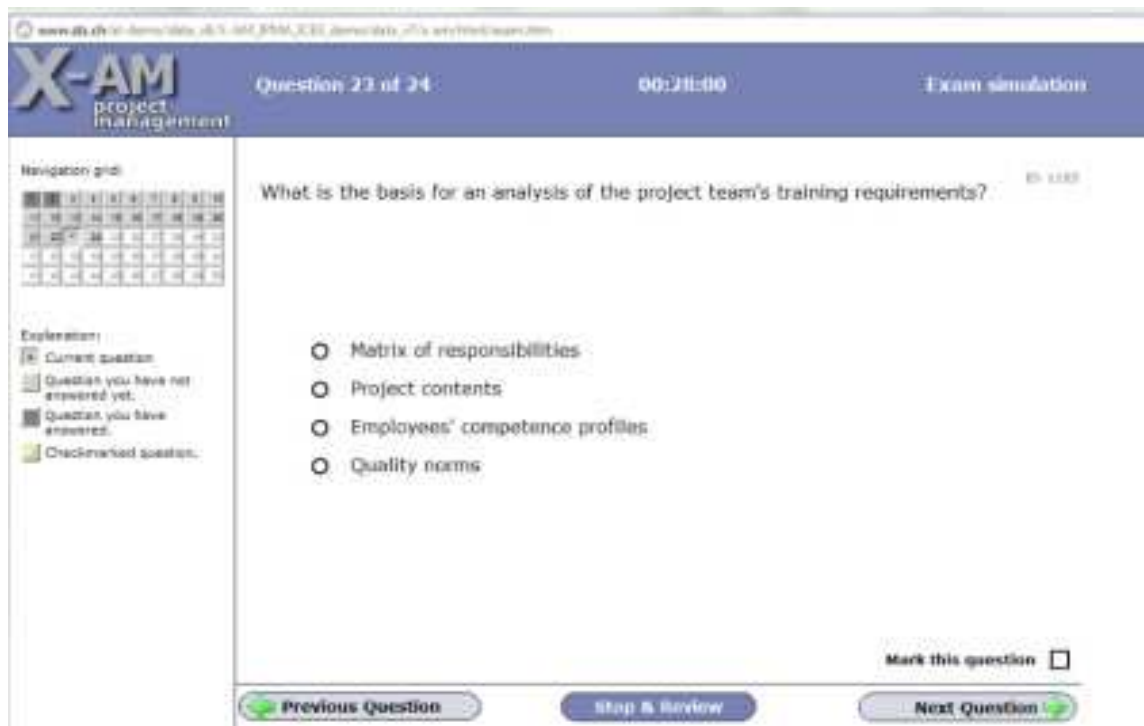 X-AM
project
management
Question 23 of 24
00:28:00
Exam simulation
Navigation grid:
What is the basis for an analysis of the project team's training requirements?
Explanation:
Current question
Question you have not
answered yet.
Question you have
answered.
Checkmarked question.
Matrix of responsibilities
Project contents
Employees' competence profiles
Quality norms
Mark this question
Previous Question
Stop & Review
Next Question